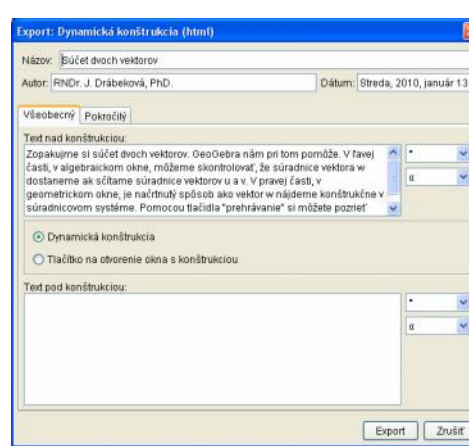 Export: Dynamická konštrukcia (html)
Názov: Súčet dvoch vektorov
Autor: RNDr. J. Drábeková, PhD. Dátum: Streda, 2010, január 13
Všeobecný Pokročilý
Text nad konštrukciou:
Zopakujme si súčet dvoch vektorov. GeoGebra nám pri tom pomôže. V ľavej
časti, v algebraickom okne, môžeme skontrolovať, že súradnice vektora w
dostaneme ak sčítame súradnice vektorov u a v. V pravej časti, v
geometrickom okne, je načrtnutý spôsob ako vektor w nájdeme konštrukčne v
súradnicovom systéme. Pomocou tlačidla "prehrávanie" si môžete pozrieť
α
Dynamická konštrukcia
Tlačítko na otvorenie okna s konštrukciou
Text pod konštrukciou:
α
Export Zrušiť